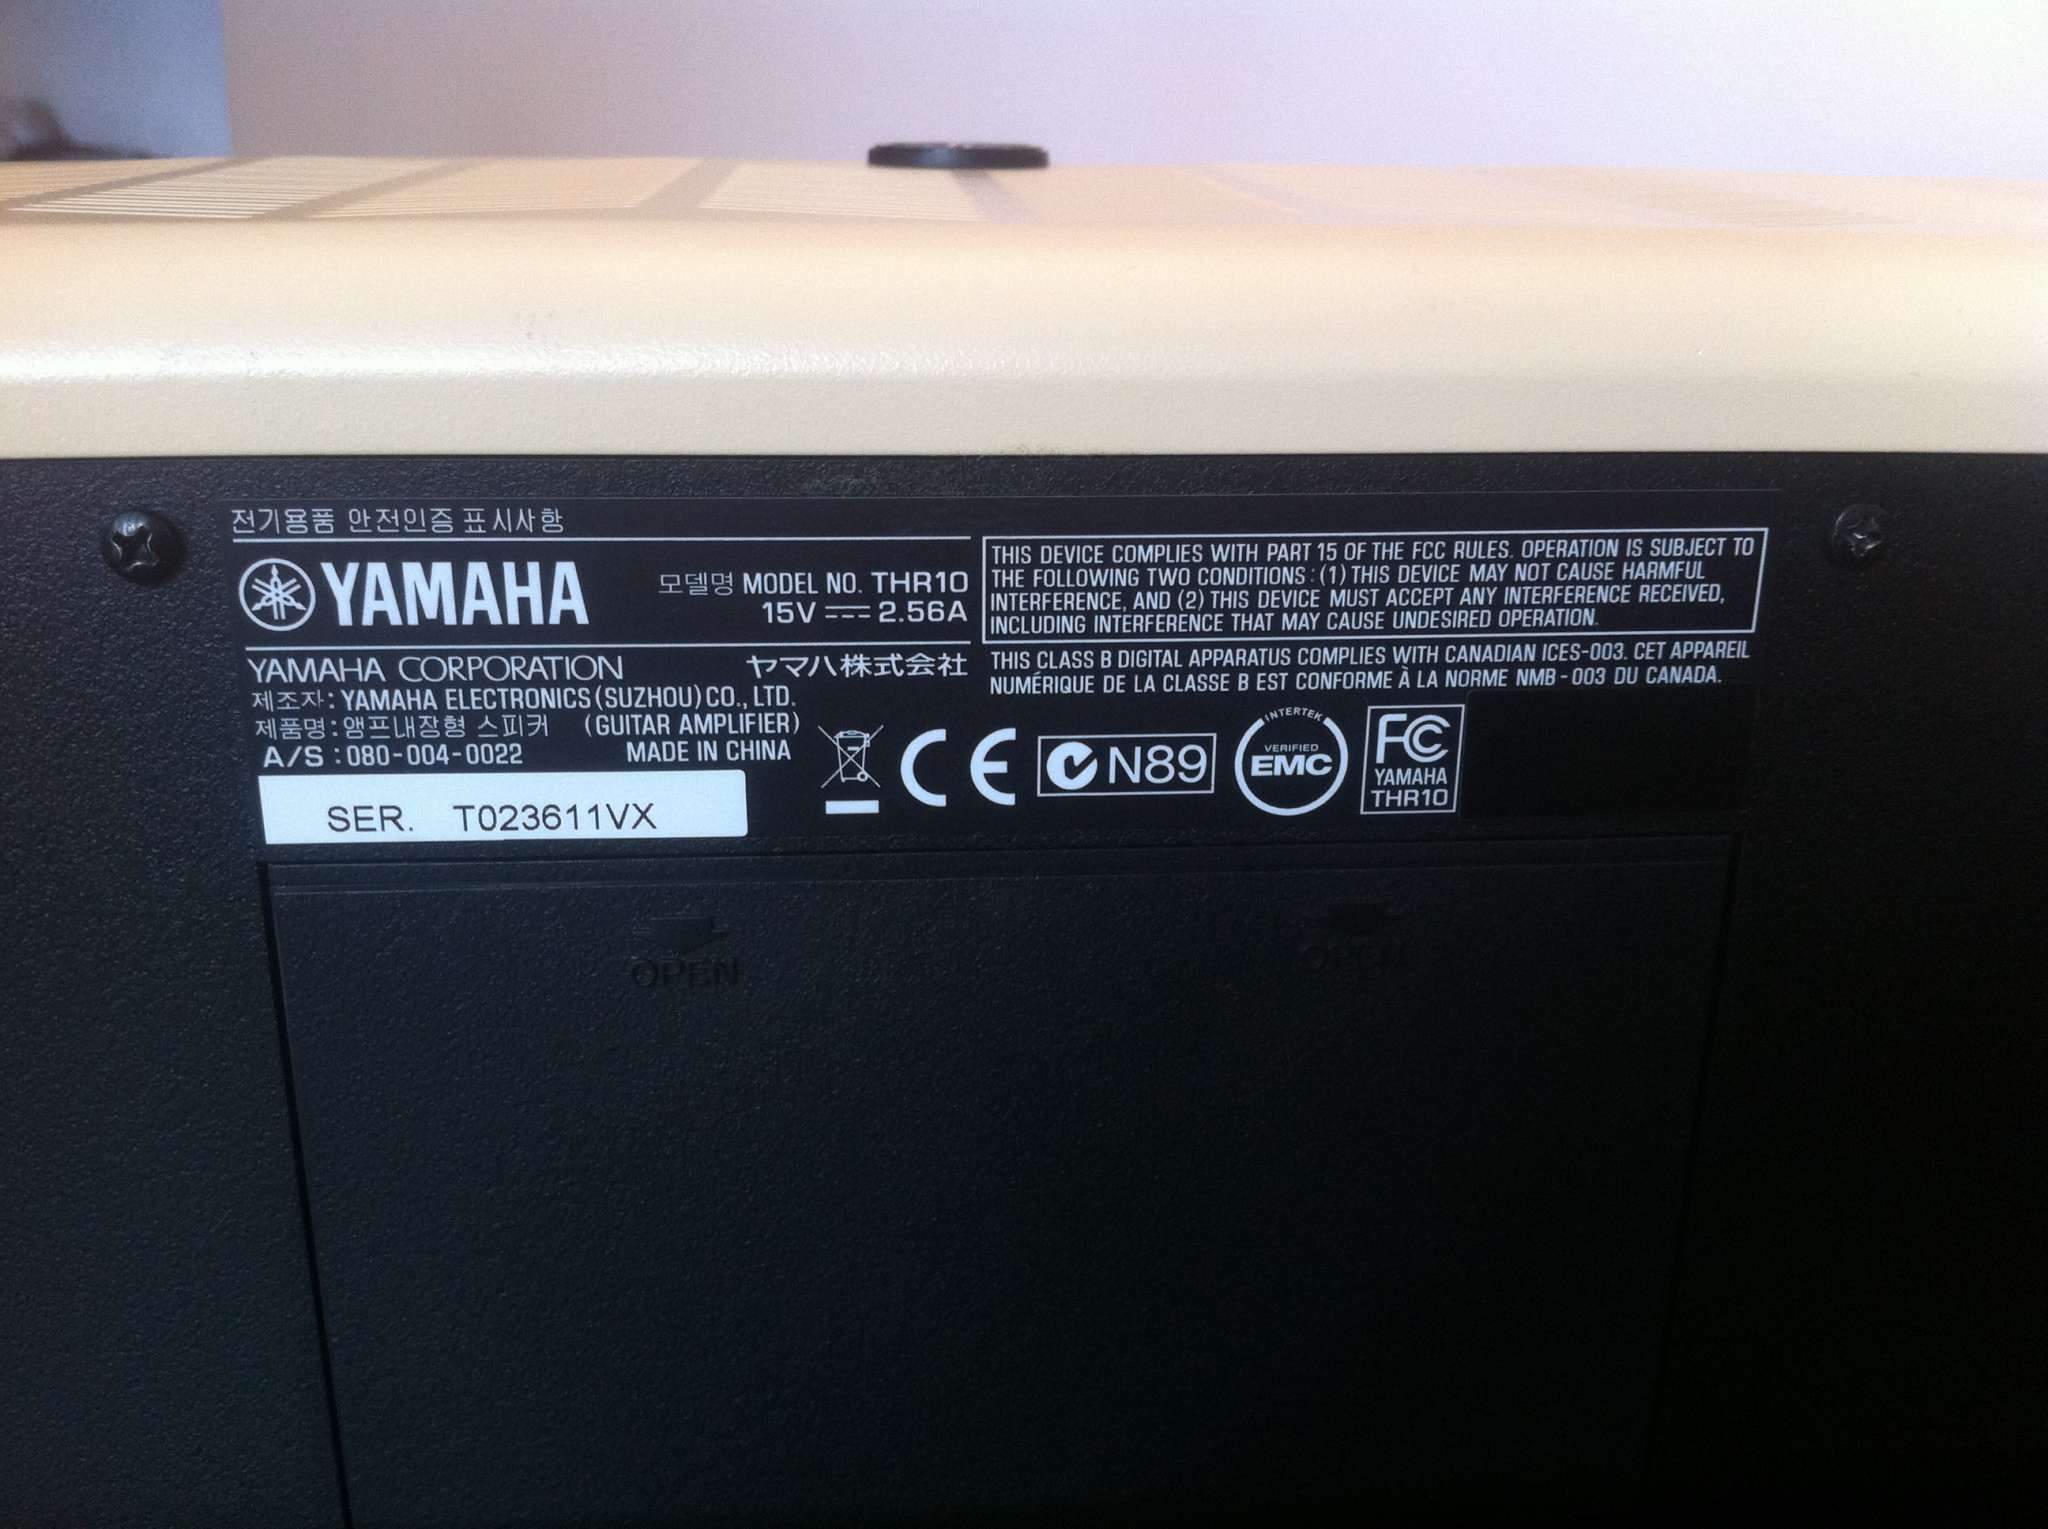 전기용품 안전인증 표시사항
YAMAHA
모델명 MODEL NO. THR10
15V 2.56A
YAMAHA CORPORATION ヤマハ株式会社
제조자: YAMAHA ELECTRONICS (SUZHOU) CO., LTD.
제품명: 앰프내장형 스피커 (GUITAR AMPLIFIER)
A/S : 080-004-0022 MADE IN CHINA
SER. T023611VX
THIS DEVICE COMPLIES WITH PART 15 OF THE FCC RULES. OPERATION IS SUBJECT TO
THE FOLLOWING TWO CONDITIONS : (1) THIS DEVICE MAY NOT CAUSE HARMFUL
INTERFERENCE, AND (2) THIS DEVICE MUST ACCEPT ANY INTERFERENCE RECEIVED,
INCLUDING INTERFERENCE THAT MAY CAUSE UNDESIRED OPERATION.
THIS CLASS B DIGITAL APPARATUS COMPLIES WITH CANADIAN ICES-003. CET APPAREIL
NUMÉRIQUE DE LA CLASSE B EST CONFORME À LA NORME NMB-003 DU CANADA.
CE
N89
INTERTEK
VERIFIED
EMC
FC
YAMAHA
THR10
OPEN
OPEN